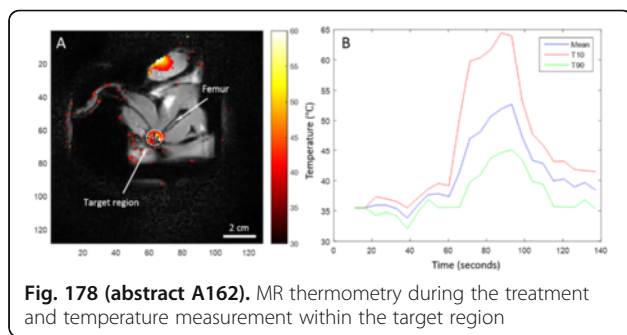 A
Femur
Target region
2 cm
20
40
60
80
100
120
20 40 60 80 100 120
60
55
50
45
40
35
30
B
Mean
T10
T90
Temperature (°C)
65
60
55
50
45
40
35
30
0 20 40 60 80 100 120 140
Time (seconds)
Fig. 178 (abstract A162). MR thermometry during the treatment
and temperature measurement within the target region